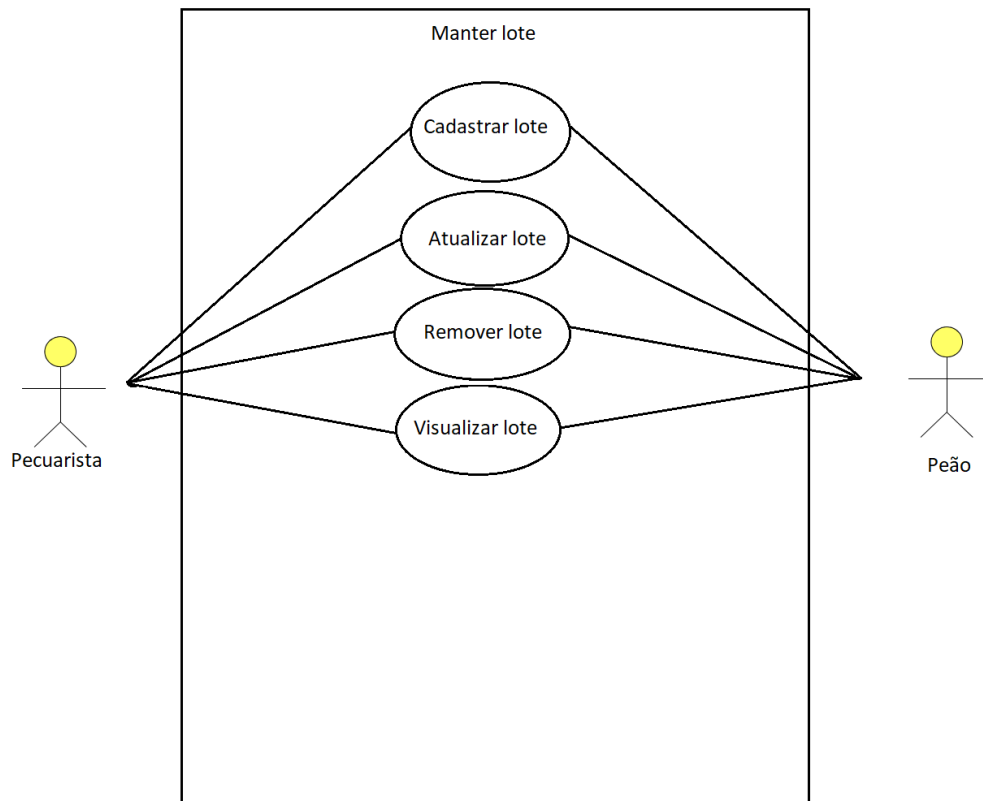 Manter lote
Cadastrar lote
Atualizar lote
Remover lote
Visualizar lote
Pecuarista
Peão